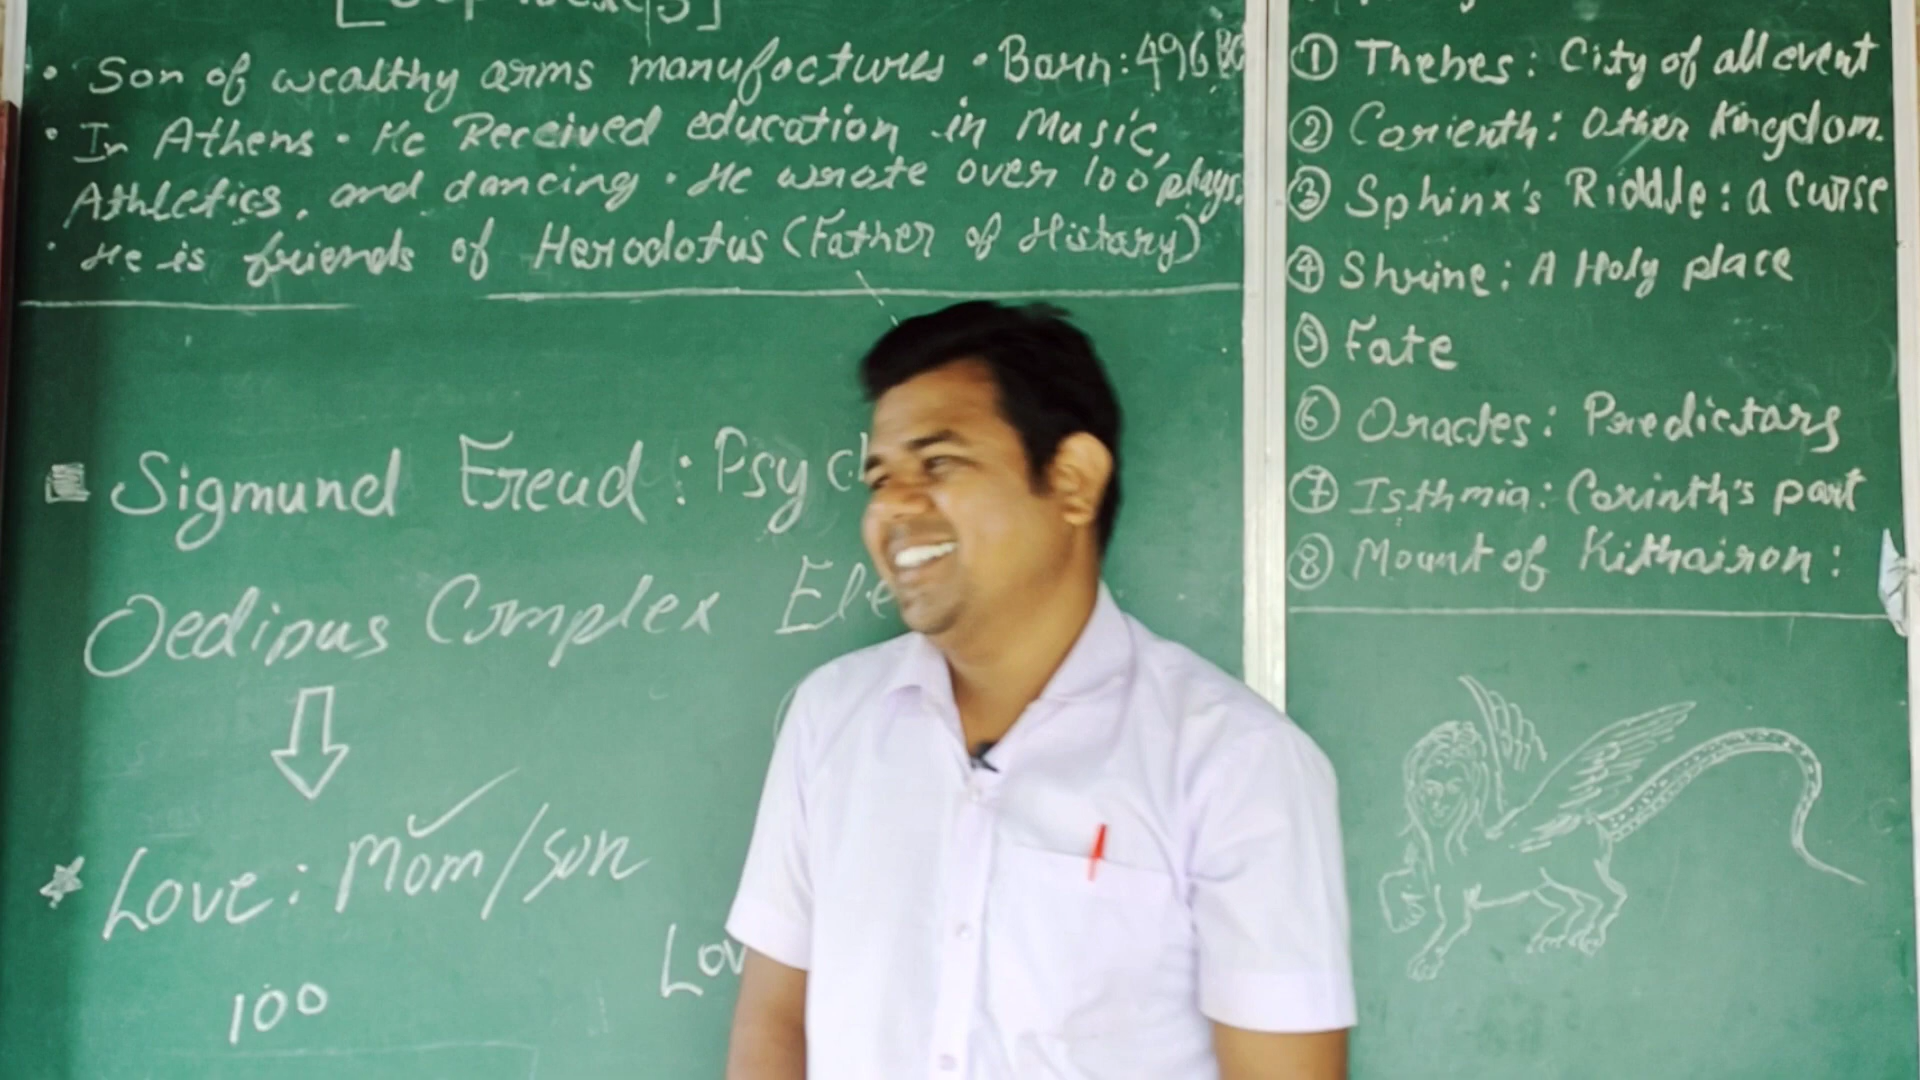 • Son of wealthy arms manufactures • Born: 496 BC
• In Athens • He Received education in Music,
Athletics, and dancing • He wrote over 100 plays.
• He is friends of Herodotus (Father of History)
Sigmund Freud: Psyc
Oedipus Complex Ele
Love: Mom/son
100
Lov
① Thebes: City of all event
② Corienth: Other Kingdom.
③ Sphinx's Riddle: a curse
④ Shrine: A Holy place
⑤ Fate
⑥ Oracles: Predictors
⑦ Isthmia: Corinth's part
⑧ Mount of Kithairon: